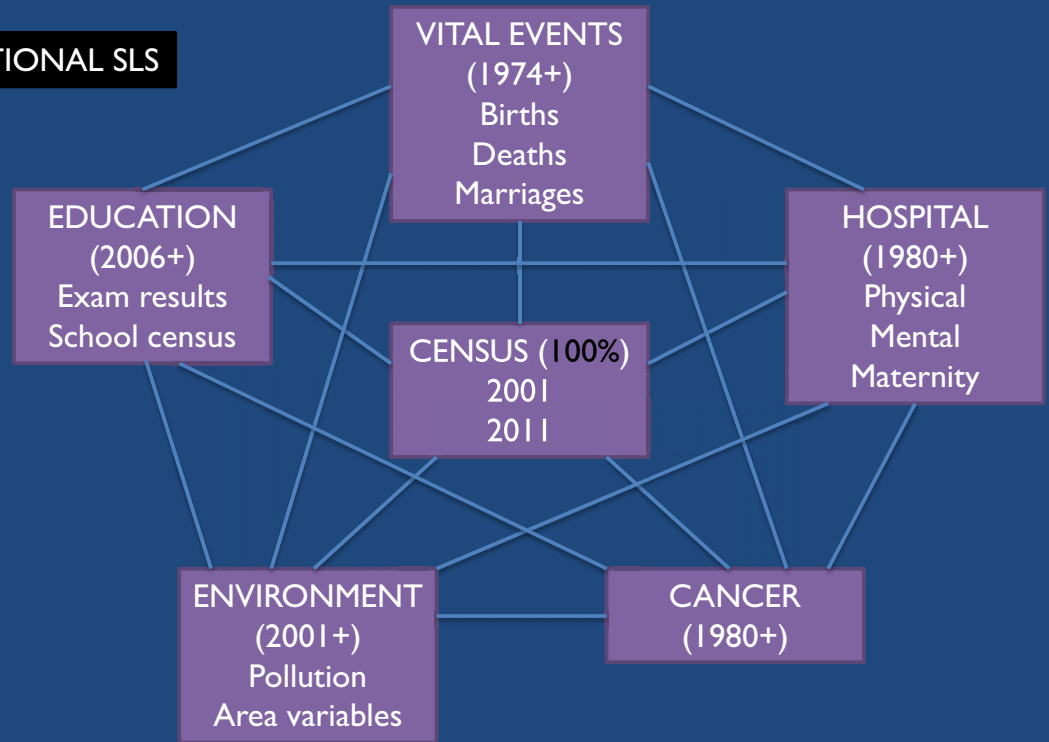 TIONAL SLS
VITAL EVENTS
(1974+)
Births
Deaths
Marriages
EDUCATION
(2006+)
Exam results
School census
HOSPITAL
(1980+)
Physical
Mental
Maternity
CENSUS (100%)
2001
2011
ENVIRONMENT
(2001+)
Pollution
Area variables
CANCER
(1980+)